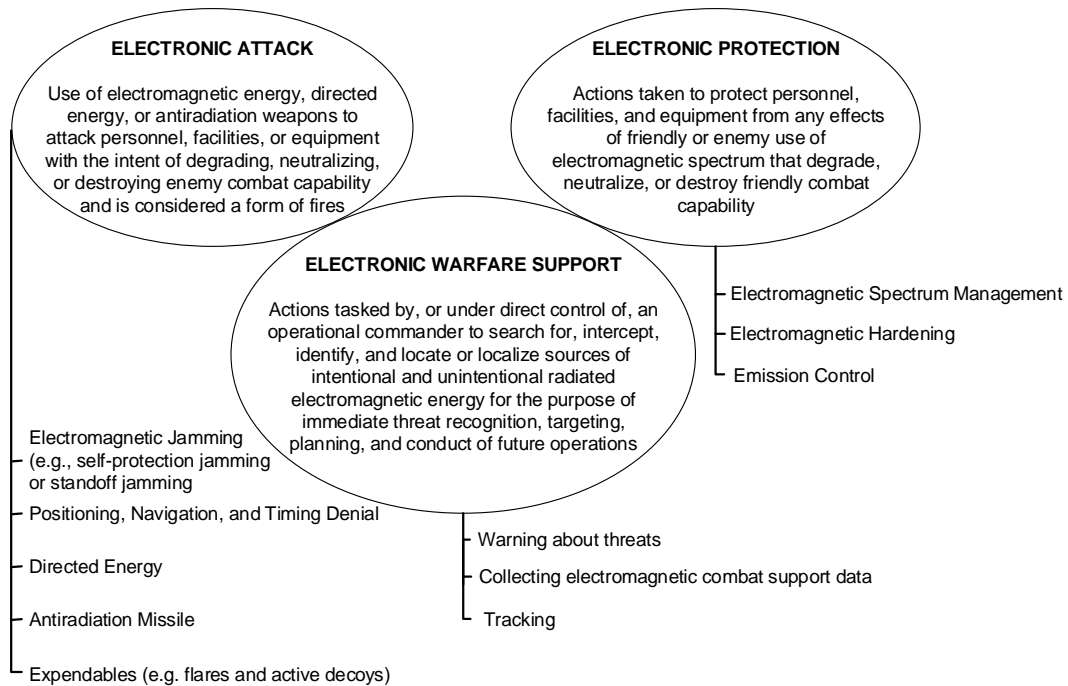 ELECTRONIC ATTACK
Use of electromagnetic energy, directed
energy, or antiradiation weapons to
attack personnel, facilities, or equipment
with the intent of degrading, neutralizing,
or destroying enemy combat capability
and is considered a form of fires
ELECTRONIC PROTECTION
Actions taken to protect personnel,
facilities, and equipment from any effects
of friendly or enemy use of
electromagnetic spectrum that degrade,
neutralize, or destroy friendly combat
capability
ELECTRONIC WARFARE SUPPORT
Actions tasked by, or under direct control of, an
operational commander to search for, intercept,
identify, and locate or localize sources of
intentional and unintentional radiated
electromagnetic energy for the purpose of
immediate threat recognition, targeting,
planning, and conduct of future operations
Electromagnetic Spectrum Management
Electromagnetic Hardening
Emission Control
Electromagnetic Jamming
(e.g., self-protection jamming
or standoff jamming
Positioning, Navigation, and Timing Denial
Directed Energy
Antiradiation Missile
Expendables (e.g. flares and active decoys)
Warning about threats
Collecting electromagnetic combat support data
Tracking